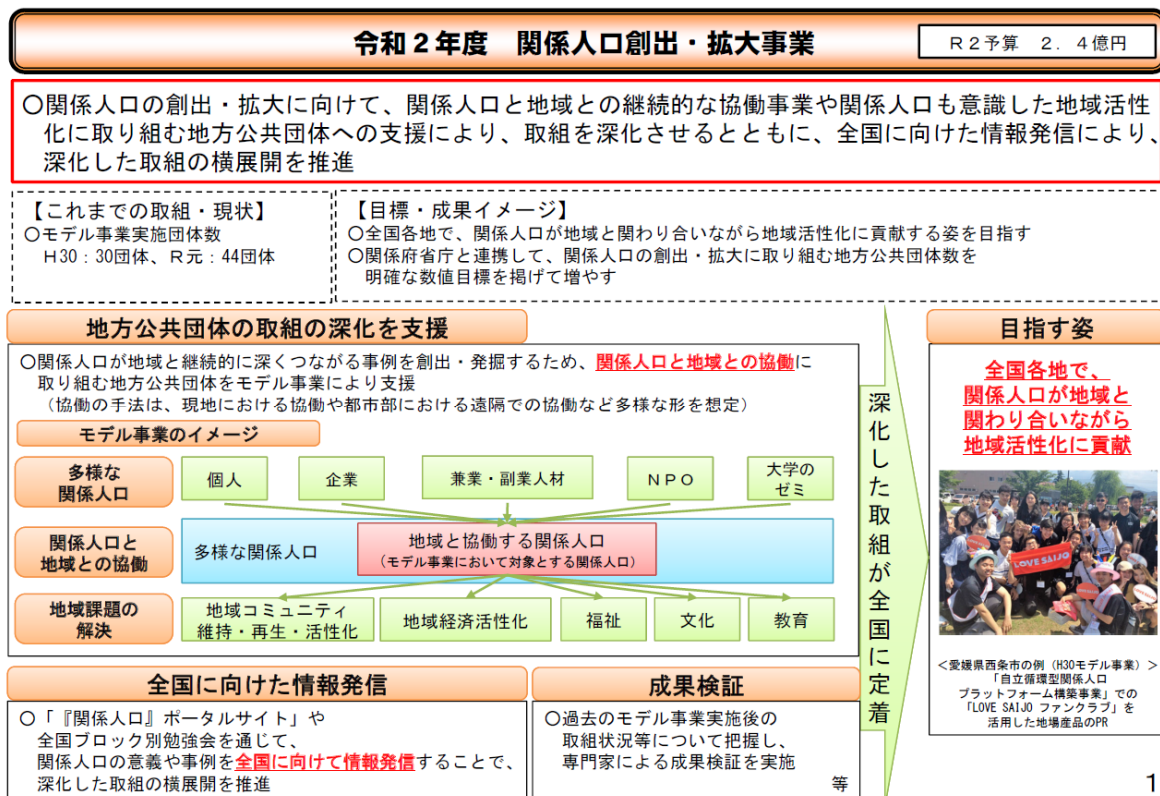 令和２年度　関係人口創出・拡大事業
Ｒ２予算　２．４億円
〇関係人口の創出・拡大に向けて、関係人口と地域との継続的な協働事業や関係人口も意識した地域活性
化に取り組む地方公共団体への支援により、取組を深化させるとともに、全国に向けた情報発信により、
深化した取組の横展開を推進
【これまでの取組・現状】
〇モデル事業実施団体数
Ｈ30：30団体、Ｒ元：44団体
【目標・成果イメージ】
〇全国各地で、関係人口が地域と関わり合いながら地域活性化に貢献する姿を目指す
〇関係府省庁と連携して、関係人口の創出・拡大に取り組む地方公共団体数を
明確な数値目標を掲げて増やす
地方公共団体の取組の深化を支援
〇関係人口が地域と継続的に深くつながる事例を創出・発掘するため、関係人口と地域との協働に
取り組む地方公共団体をモデル事業により支援
（協働の手法は、現地における協働や都市部における遠隔での協働など多様な形を想定）
モデル事業のイメージ
多様な
関係人口
個人
企業
兼業・副業人材
ＮＰＯ
大学の
ゼミ
関係人口と
地域との協働
多様な関係人口
地域と協働する関係人口
（モデル事業において対象とする関係人口）
地域課題の
解決
地域コミュニティ
維持・再生・活性化
地域経済活性化
福祉
文化
教育
全国に向けた情報発信
〇「『関係人口』ポータルサイト」や
全国ブロック別勉強会を通じて、
関係人口の意義や事例を全国に向けて情報発信することで、
深化した取組の横展開を推進
成果検証
〇過去のモデル事業実施後の
取組状況等について把握し、
専門家による成果検証を実施
等
深化した取組が全国に定着
目指す姿
全国各地で、
関係人口が地域と
関わり合いながら
地域活性化に貢献
LOVE SAIJO
＜愛媛県西条市の例（H30モデル事業）＞
「自立循環型関係人口
プラットフォーム構築事業」での
「LOVE SAIJO ファンクラブ」を
活用した地場産品のPR
1